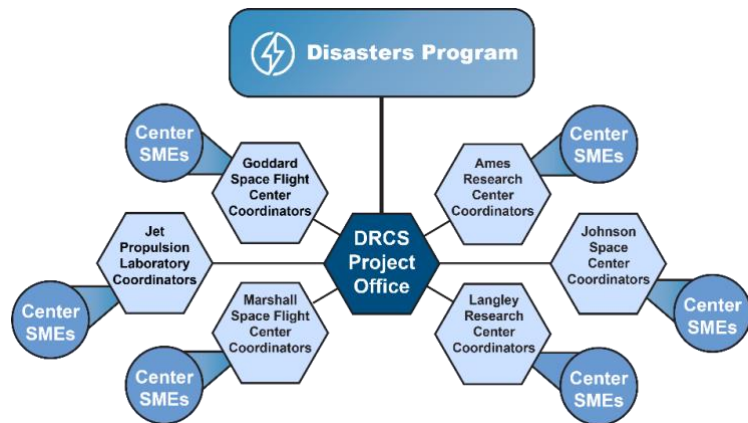 Disasters Program
Center
SMEs
Goddard
Space Flight
Center
Coordinators
Ames
Research
Center
Coordinators
Center
SMEs
Jet
Propulsion
Laboratory
Coordinators
DRCS
Project
Office
Johnson
Space
Center
Coordinators
Center
SMEs
Marshall
Space Flight
Center
Coordinators
Langley
Research
Center
Coordinators
Center
SMEs
Center
SMEs
Center
SMEs